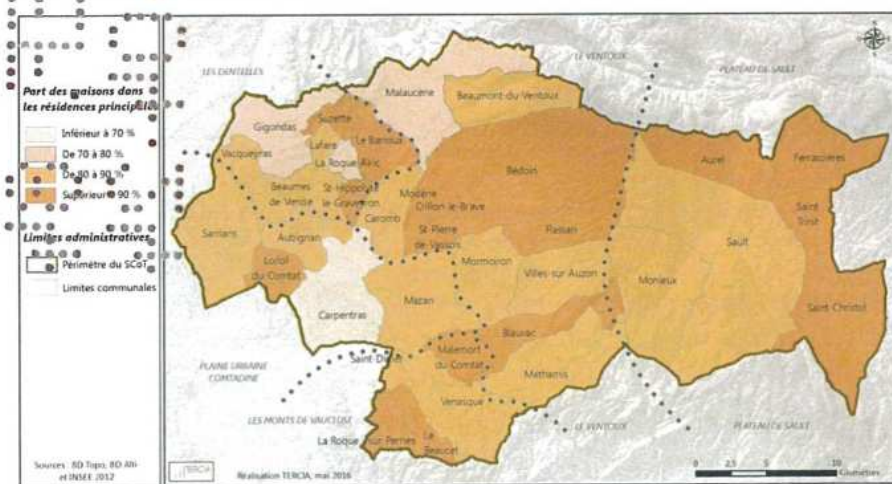 Part des maisons dans
les résidences principales
Inférieur à 70 %
De 70 à 80 %
De 80 à 90 %
Supérieur à 90 %
Limites administratives
Périmètre du SCoT
Limites communales
Sources : BD Topo, BD Alti
et INSEE 2012
LES DENTELLES
LE VENTOUX
PLATEAU DE SAULT
Malaucène
Beaumont-du-Ventoux
Suzette
Gigondas
Lafare
Le Barroux
Vacqueyras
La Roque-Alric
Bédoin
Aurel
Ferrassières
Beaumes
de Venise
St-Hippolyte
le Graveyron
Modène
Crillon-le-Brave
Caromb
Saint
Trinit
Sarrians
Aubignan
St-Pierre
de Vassols
Flassan
Sault
Loriol
du Comtat
Mormoiron
Villes-sur-Auzon
Monieux
Mazan
Saint-Christol
Carpentras
Blauvac
Saint-Didier
Malemort
du Comtat
Méthamis
PLAINE URBAINE
COMTADINE
Venasque
LES MONTS DE VAUCLUSE
LE VENTOUX
PLATEAU DE SAULT
La Roque sur Pernes
Le
Beaucet
TERCIA
Réalisation TERCIA, mai 2016
0 2,5 5 10
Kilomètres